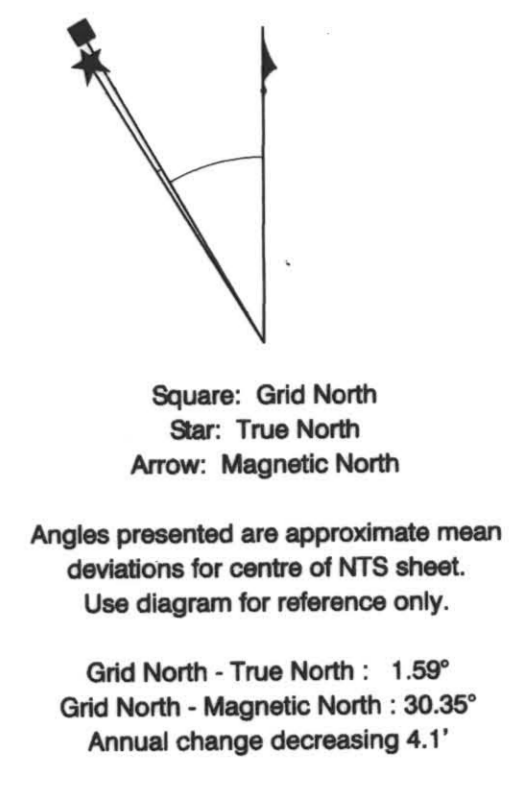 Square: Grid North
Star: True North
Arrow: Magnetic North
Angles presented are approximate mean
deviations for centre of NTS sheet.
Use diagram for reference only.
Grid North - True North : 1.59°
Grid North - Magnetic North : 30.35°
Annual change decreasing 4.1'